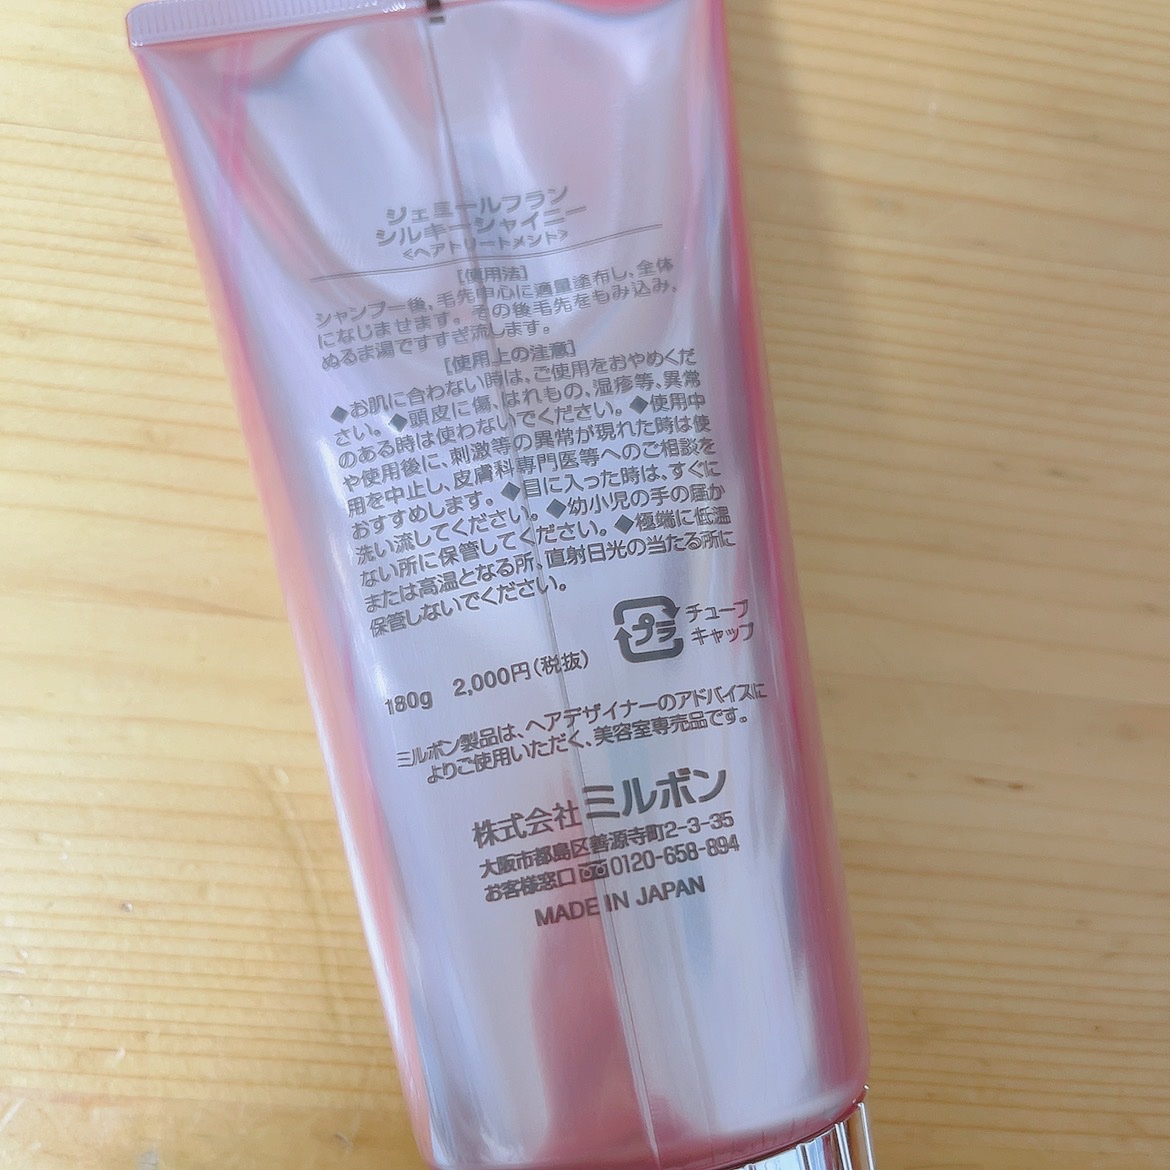 ジェミールフラン
シルキーシャイニー
<ヘアトリートメント>
[使用法]
シャンプー後、毛先中心に適量塗布し、全体
になじませます。その後毛先をもみ込み、
ぬるま湯ですすぎ流します。
[使用上の注意]
◆お肌に合わない時は、ご使用をおやめくだ
さい。◆頭皮に傷、はれもの、湿疹等、異常
のある時は使わないでください。◆使用中
や使用後に、刺激等の異常が現れた時は使
用を中止し、皮膚科専門医等へのご相談を
おすすめします。◆目に入った時は、すぐに
洗い流してください。◆幼小児の手の届か
ない所に保管してください。◆極端に低温
または高温となる所、直射日光の当たる所に
保管しないでください。
プラ
チューブ
キャップ
180g 2,000円(税抜)
ミルボン製品は、ヘアデザイナーのアドバイスに
よりご使用いただく、美容室専売品です。
株式会社ミルボン
大阪市都島区善源寺町2-3-35
お客様窓口 0120-658-894
MADE IN JAPAN